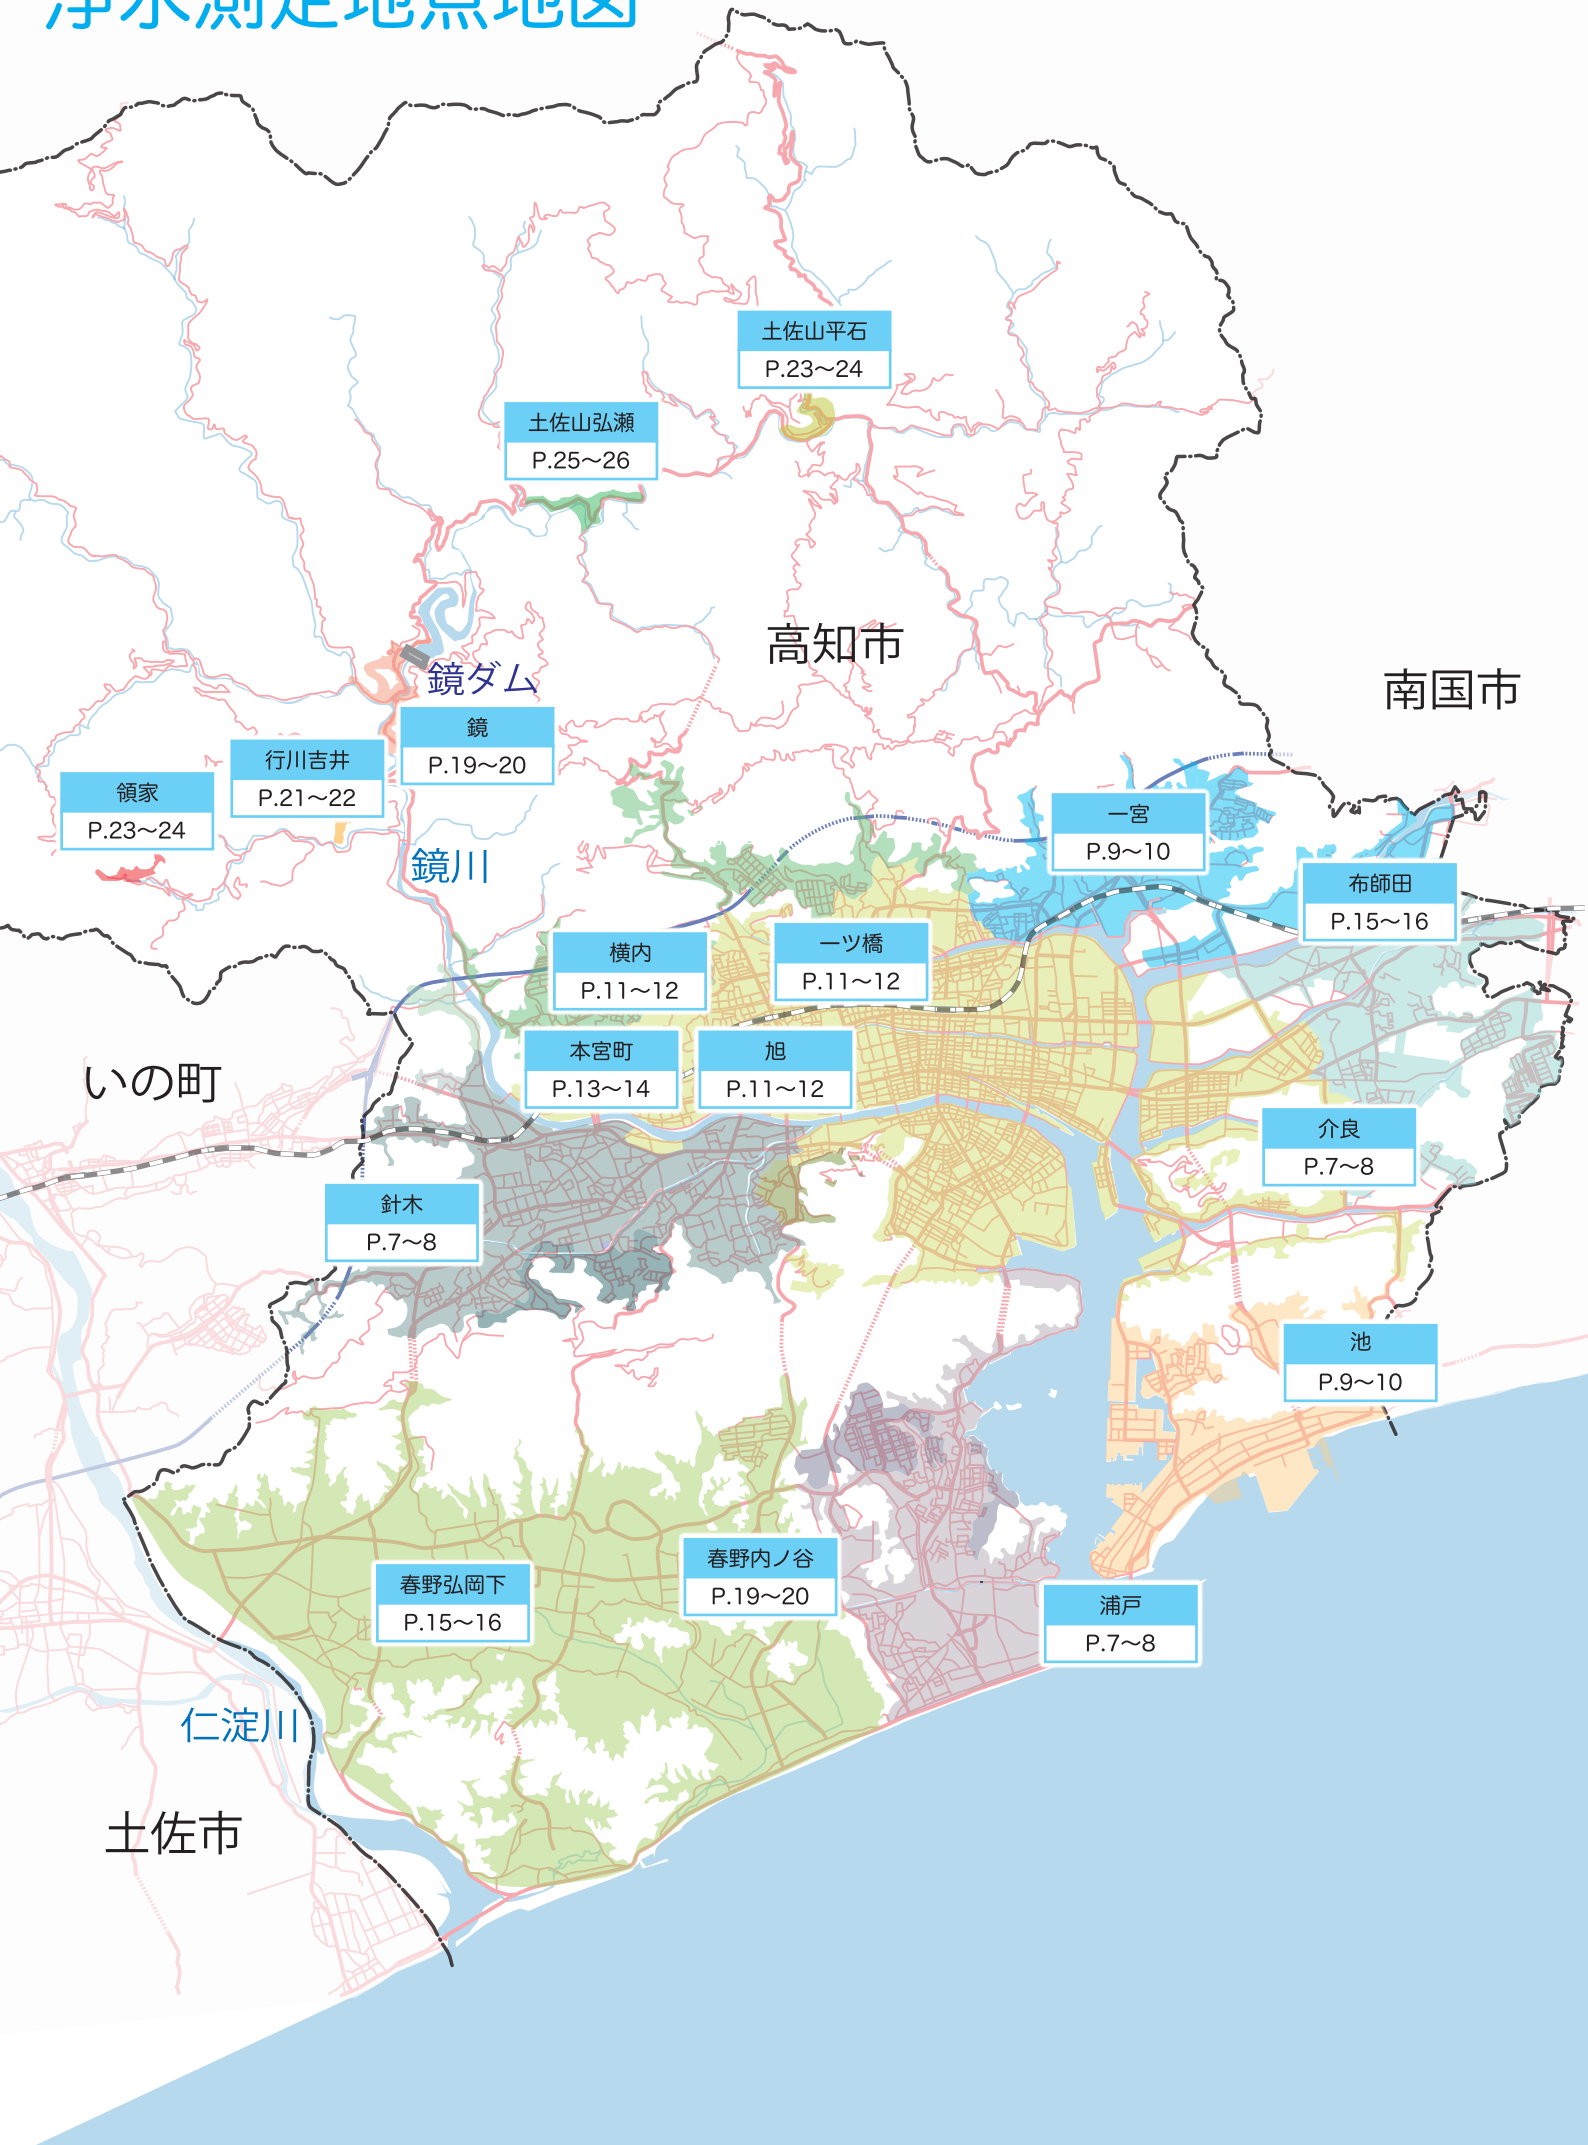 浄水測定地点地図
土佐山平石
P.23～24
土佐山弘瀬
P.25～26
高知市
南国市
鏡ダム
鏡
P.19～20
行川吉井
P.21～22
領家
P.23～24
鏡川
一宮
P.9～10
布師田
P.15～16
横内
P.11～12
一ツ橋
P.11～12
本宮町
P.13～14
旭
P.11～12
いの町
介良
P.7～8
針木
P.7～8
池
P.9～10
春野内ノ谷
P.19～20
春野弘岡下
P.15～16
浦戸
P.7～8
仁淀川
土佐市